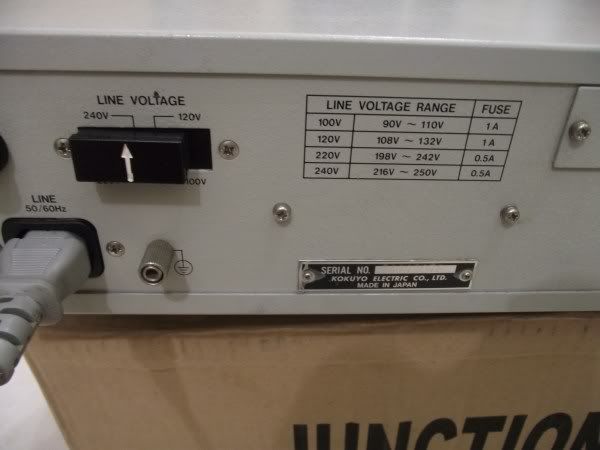 LINE VOLTAGE
240V 120V
100V
LINE
50/60Hz
LINE VOLTAGE RANGE FUSE
100V 90V ~ 110V 1A
120V 108V ~ 132V 1A
220V 198V ~ 242V 0.5A
240V 216V ~ 250V 0.5A
SERIAL NO.
KOKUYO ELECTRIC CO., LTD.
MADE IN JAPAN
JUNCTION